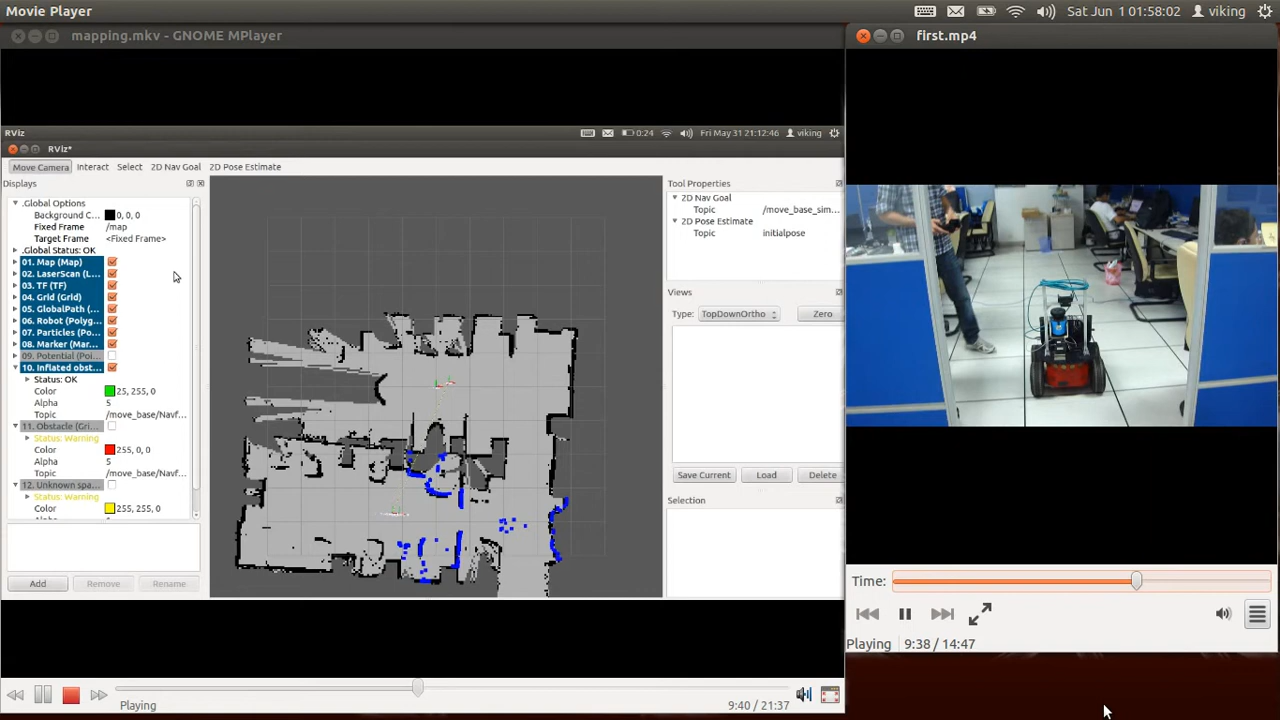 Movie Player
Sat Jun 1 01:58:02
viking
mapping.mkv - GNOME MPlayer
first.mp4
RViz
0:24
Fri May 31 21:12:46
viking
RViz*
Move Camera
Interact
Select
2D Nav Goal
2D Pose Estimate
Displays
.Global Options
Background C...
0, 0, 0
Fixed Frame
/map
Target Frame
<Fixed Frame>
.Global Status: OK
01. Map (Map)
02. LaserScan (L...
03. TF (TF)
04. Grid (Grid)
05. GlobalPath (...
06. Robot (Polyg...
07. Particles (Po...
08. Marker (Mar...
09. Potential (Poi...
10. Inflated obst...
Status: OK
Color
25, 255, 0
Alpha
5
Topic
/move_base/Navf...
11. Obstacle (Gri...
Status: Warning
Color
255, 0, 0
Alpha
5
Topic
/move_base/Navf...
12. Unknown spa...
Status: Warning
Color
255, 255, 0
Add
Remove
Rename
Tool Properties
2D Nav Goal
Topic
/move_base_sim...
2D Pose Estimate
Topic
initialpose
Views
Type:
TopDownOrtho
Zero
Save Current
Load
Delete
Selection
Playing
9:40 / 21:37
Time:
Playing
9:38 / 14:47